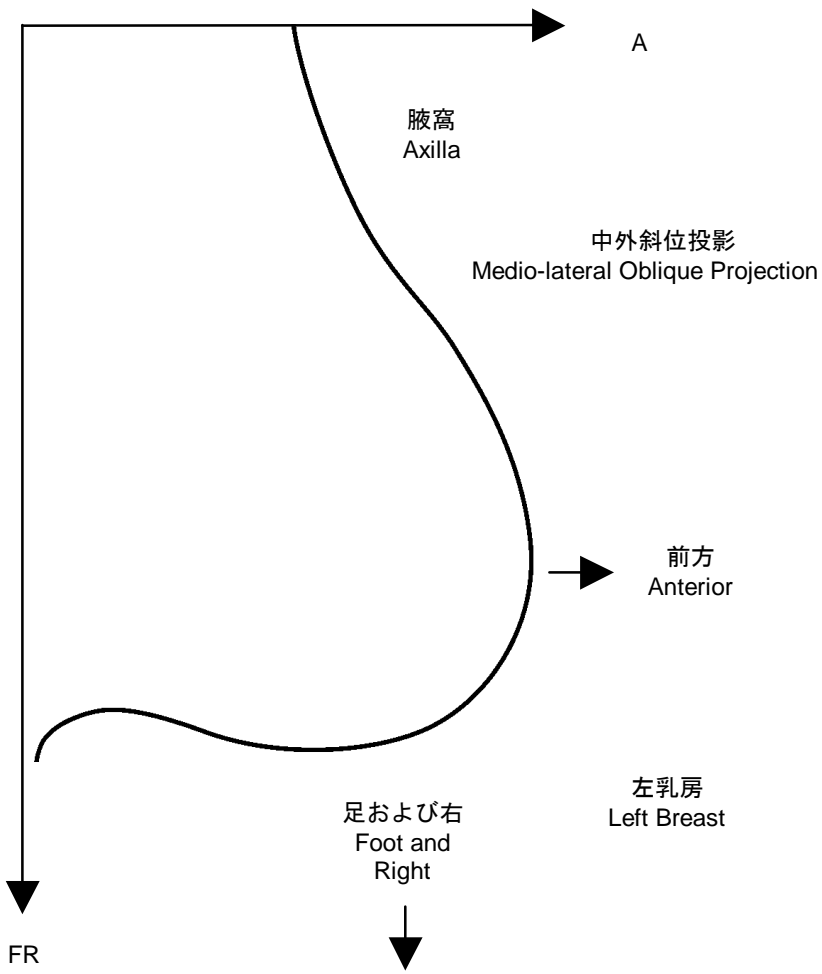 A
腋窩
Axilla
中外斜位投影
Medio-lateral Oblique Projection
前方
Anterior
左乳房
Left Breast
足および右
Foot and
Right
FR